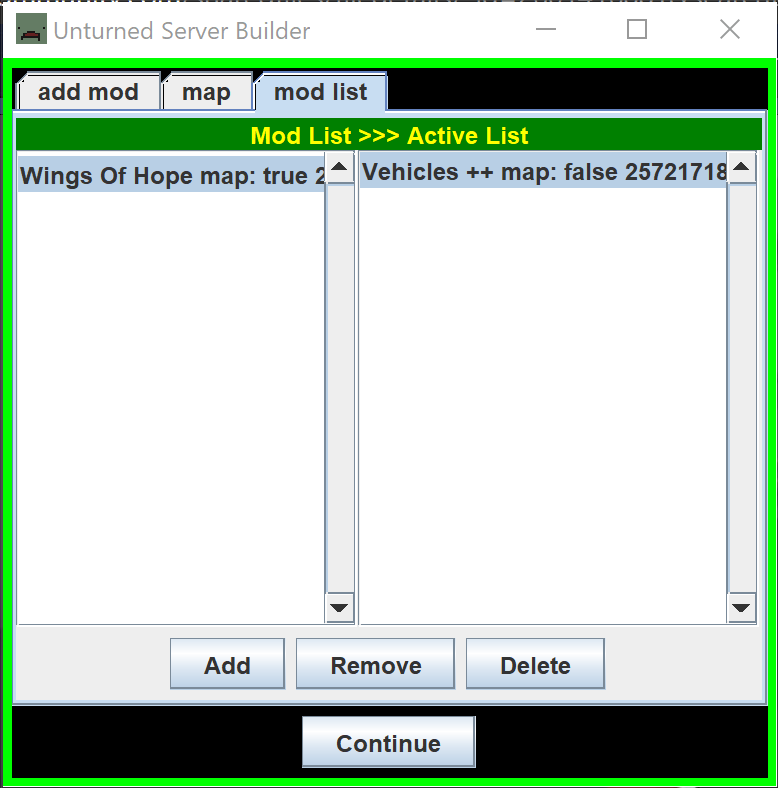 Unturned Server Builder
add mod map mod list
Mod List >>> Active List
Wings Of Hope map: true
Vehicles ++ map: false 25721718
Add Remove Delete
Continue